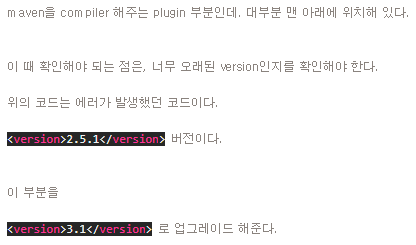 maven을 compiler 해주는 plugin 부분인데. 대부분 맨 아래에 위치해 있다.
이 때 확인해야 되는 점은, 너무 오래된 version인지를 확인해야 한다.
위의 코드는 에러가 발생했던 코드이다.
<version>2.5.1</version> 버전이다.
이 부분을
<version>3.1</version> 로 업그레이드 해준다.